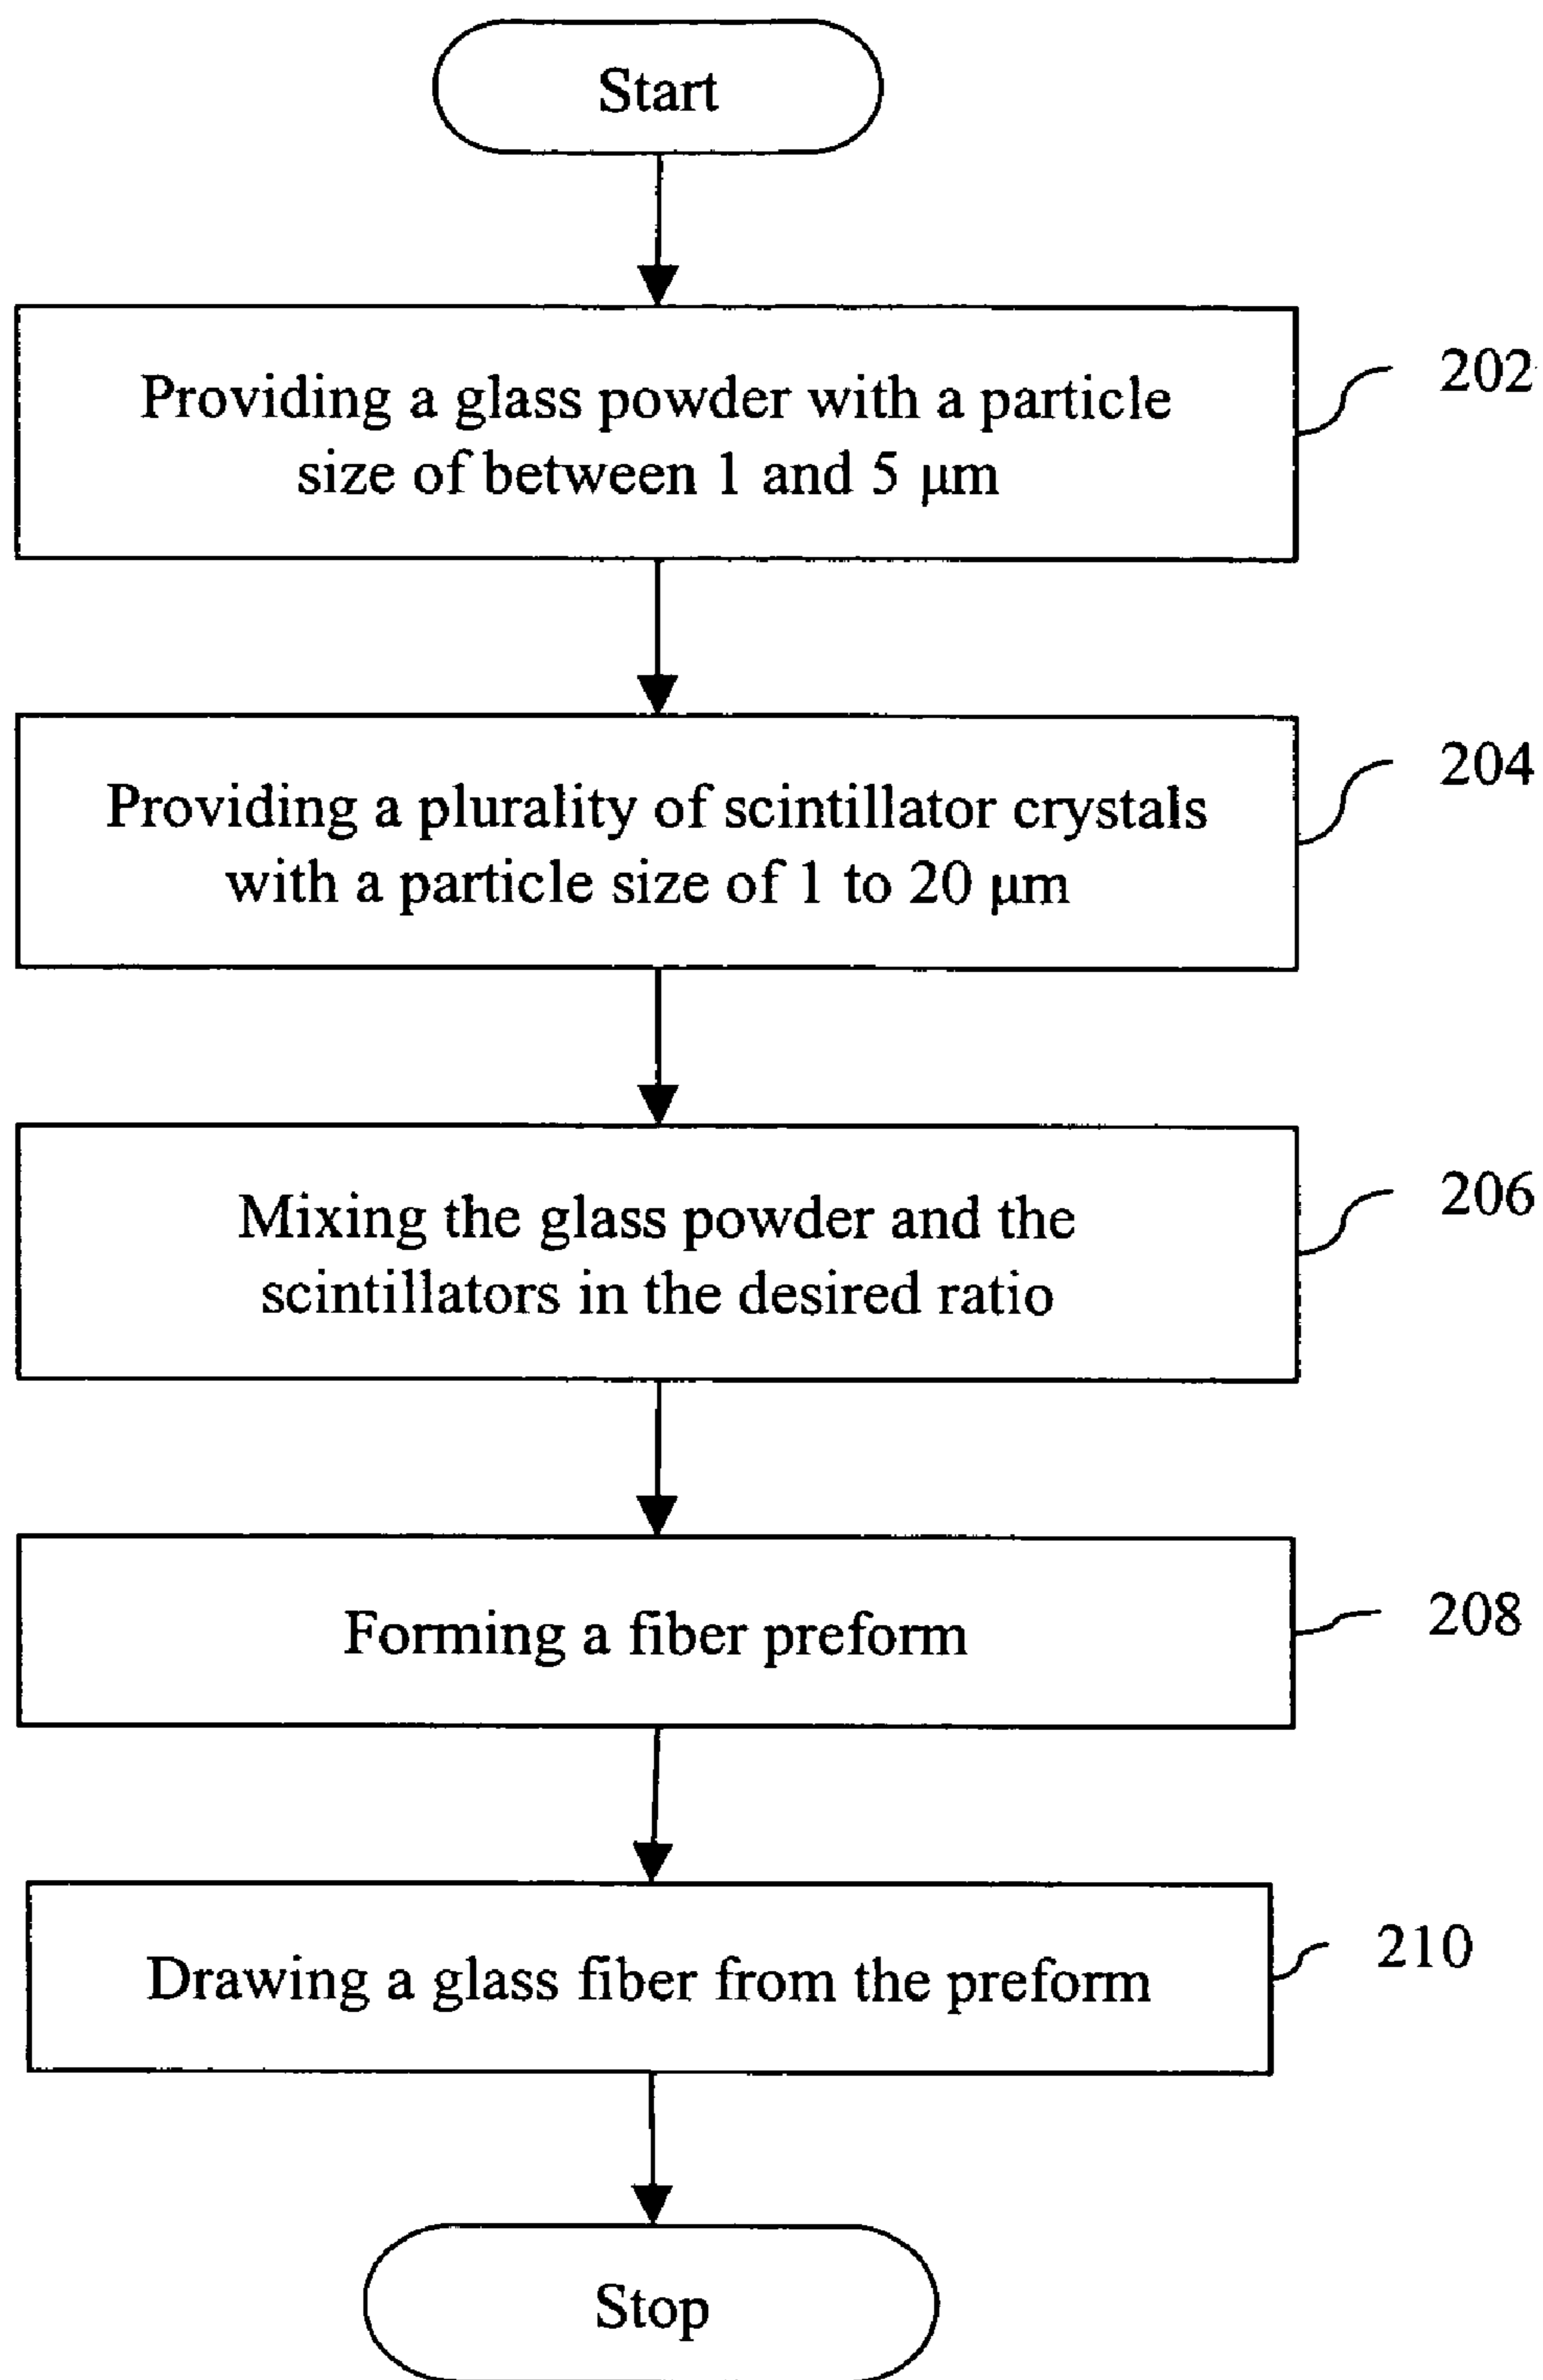 Start
Providing a glass powder with a particle
size of between 1 and 5 μm
202
Providing a plurality of scintillator crystals
with a particle size of 1 to 20 μm
204
Mixing the glass powder and the
scintillators in the desired ratio
206
Forming a fiber preform
208
Drawing a glass fiber from the preform
210
Stop